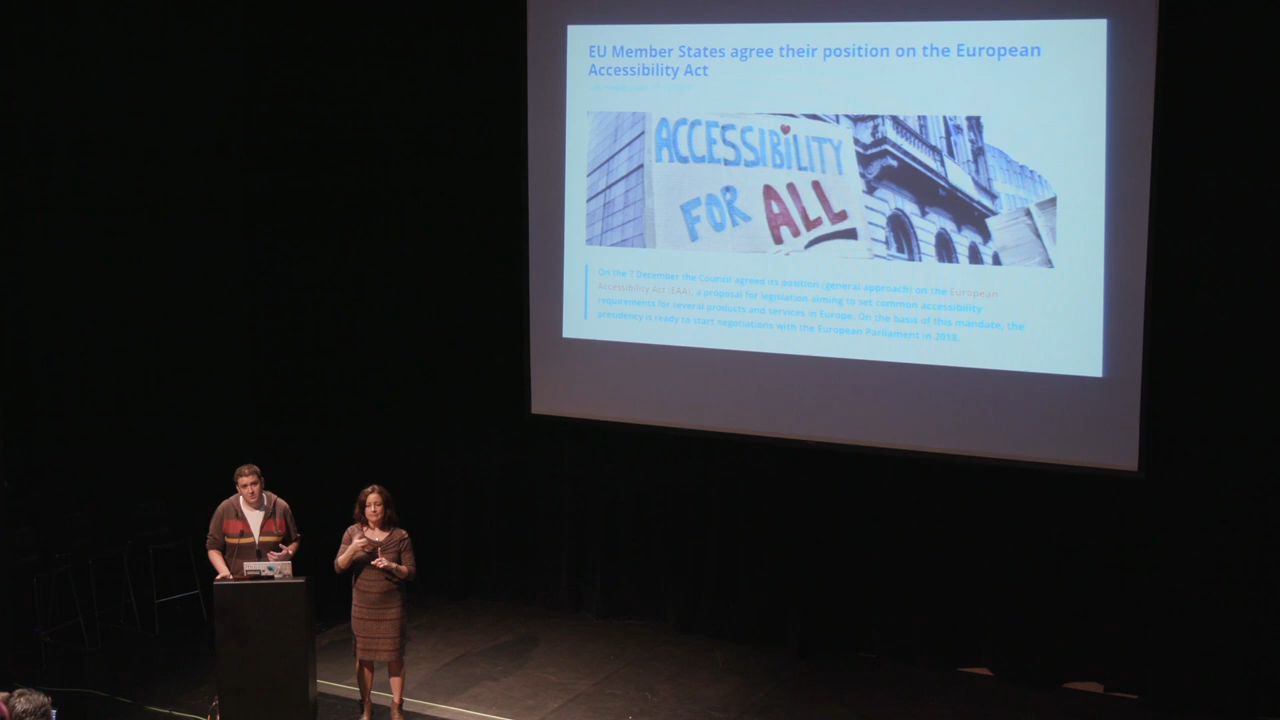 EU Member States agree their position on the European
Accessibility Act
ACCESSIBILITY
FOR ALL
On the 7 December the Council agreed its position (general approach) on the European
Accessibility Act (EAA), a proposal for legislation aiming to set common accessibility
requirements for several products and services in Europe. On the basis of this mandate, the
presidency is ready to start negotiations with the European Parliament in 2018.